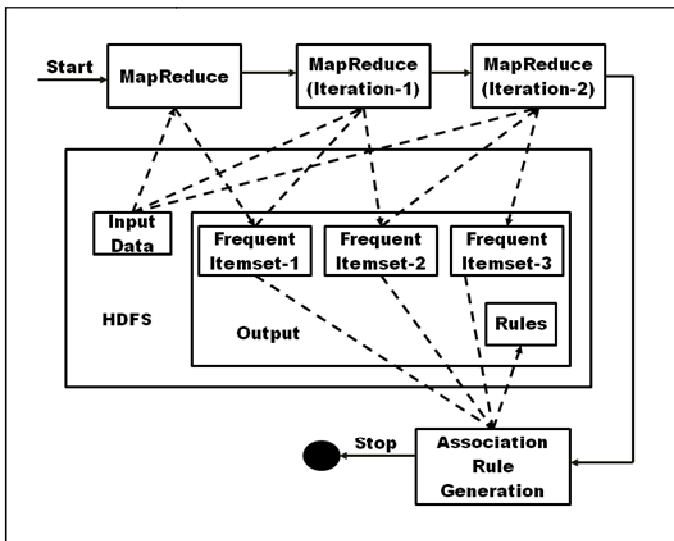 Start
MapReduce
MapReduce
(Iteration-1)
MapReduce
(Iteration-2)
Input
Data
Frequent
Itemset-1
Frequent
Itemset-2
Frequent
Itemset-3
HDFS
Output
Rules
Stop
Association
Rule
Generation